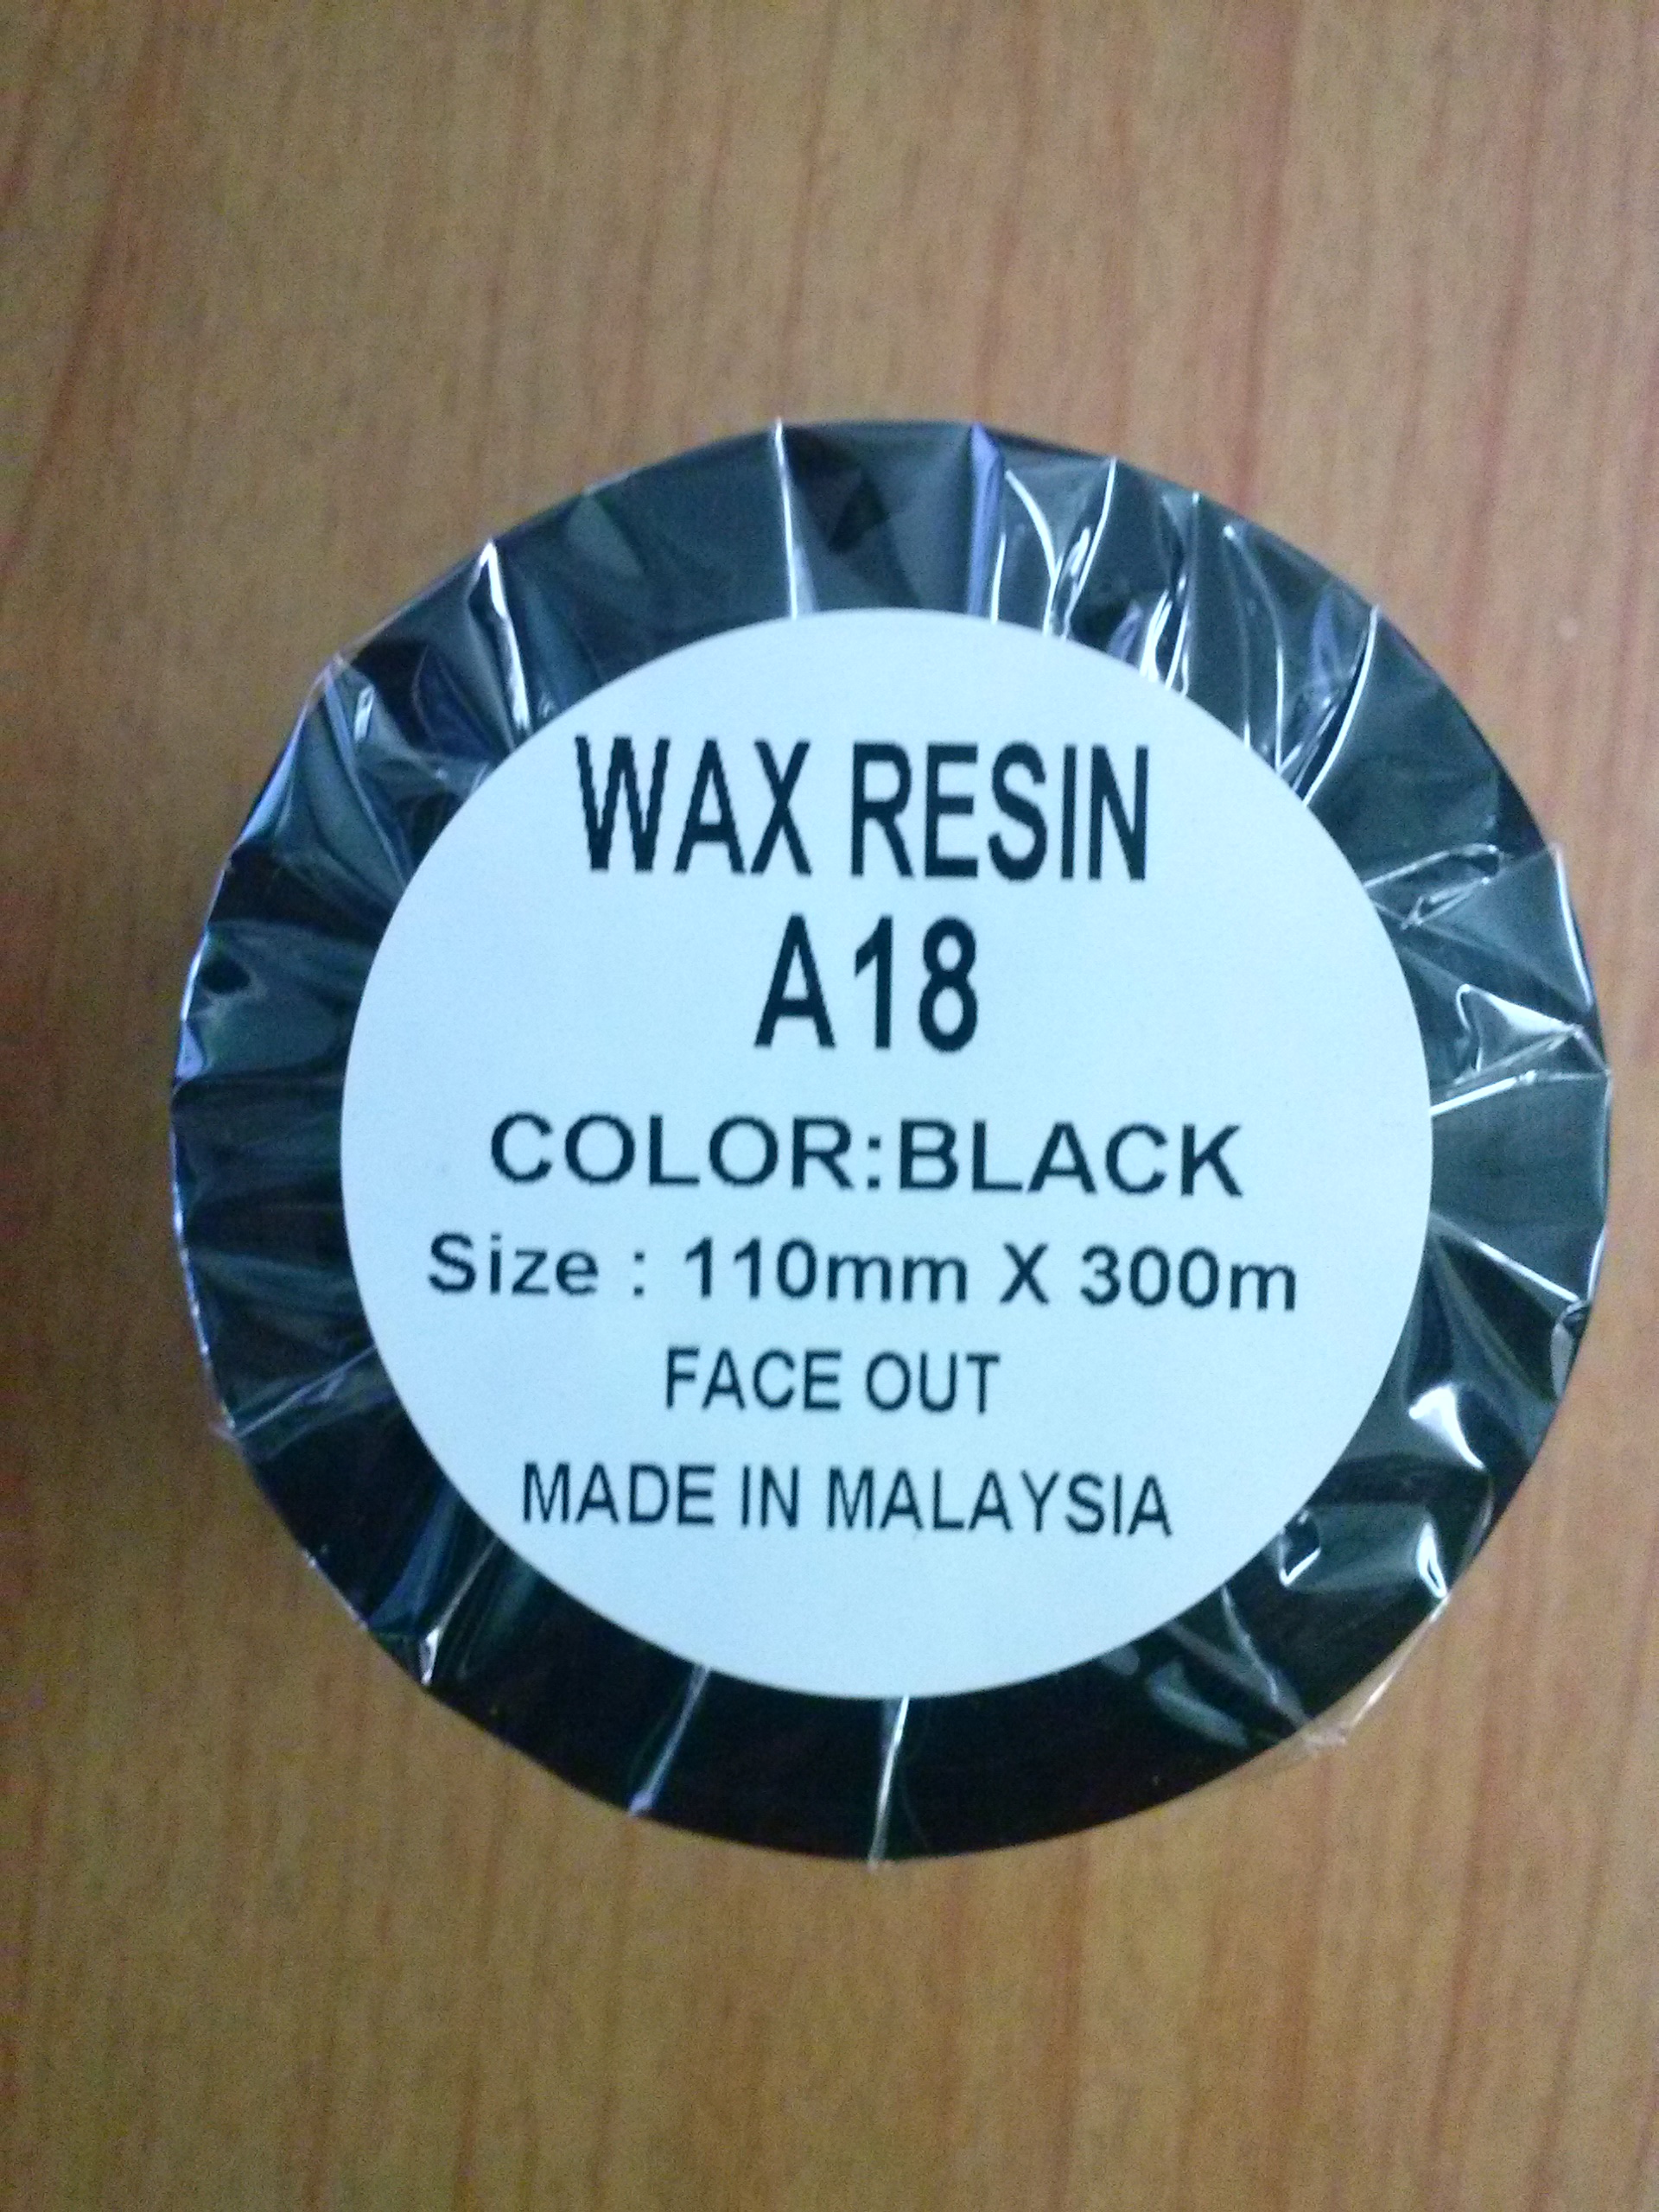 WAX RESIN
A18
COLOR:BLACK
Size : 110mm X 300m
FACE OUT
MADE IN MALAYSIA